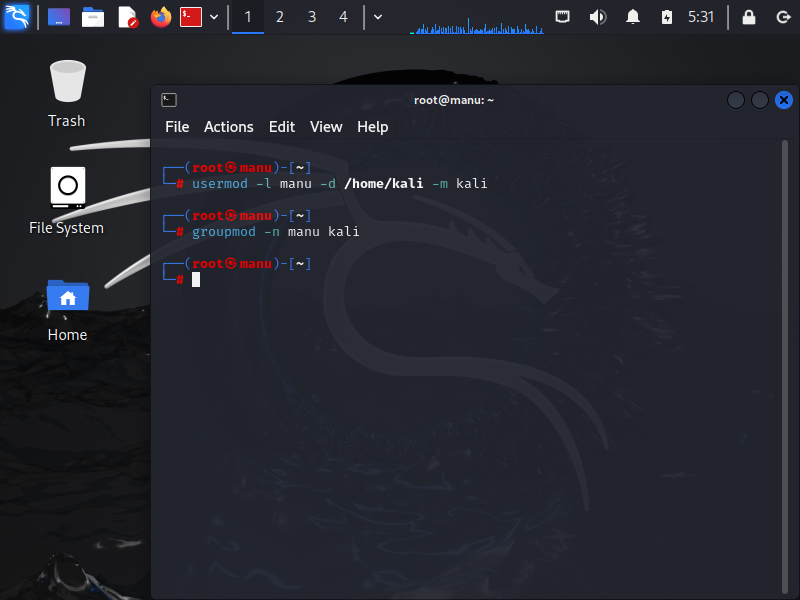 1 2 3 4 5:31
Trash
File System
Home
root@manu: ~
File Actions Edit View Help
┌──(root㉿manu)-[~]
└─# usermod -l manu -d /home/kali -m kali
┌──(root㉿manu)-[~]
└─# groupmod -n manu kali
┌──(root㉿manu)-[~]
└─#